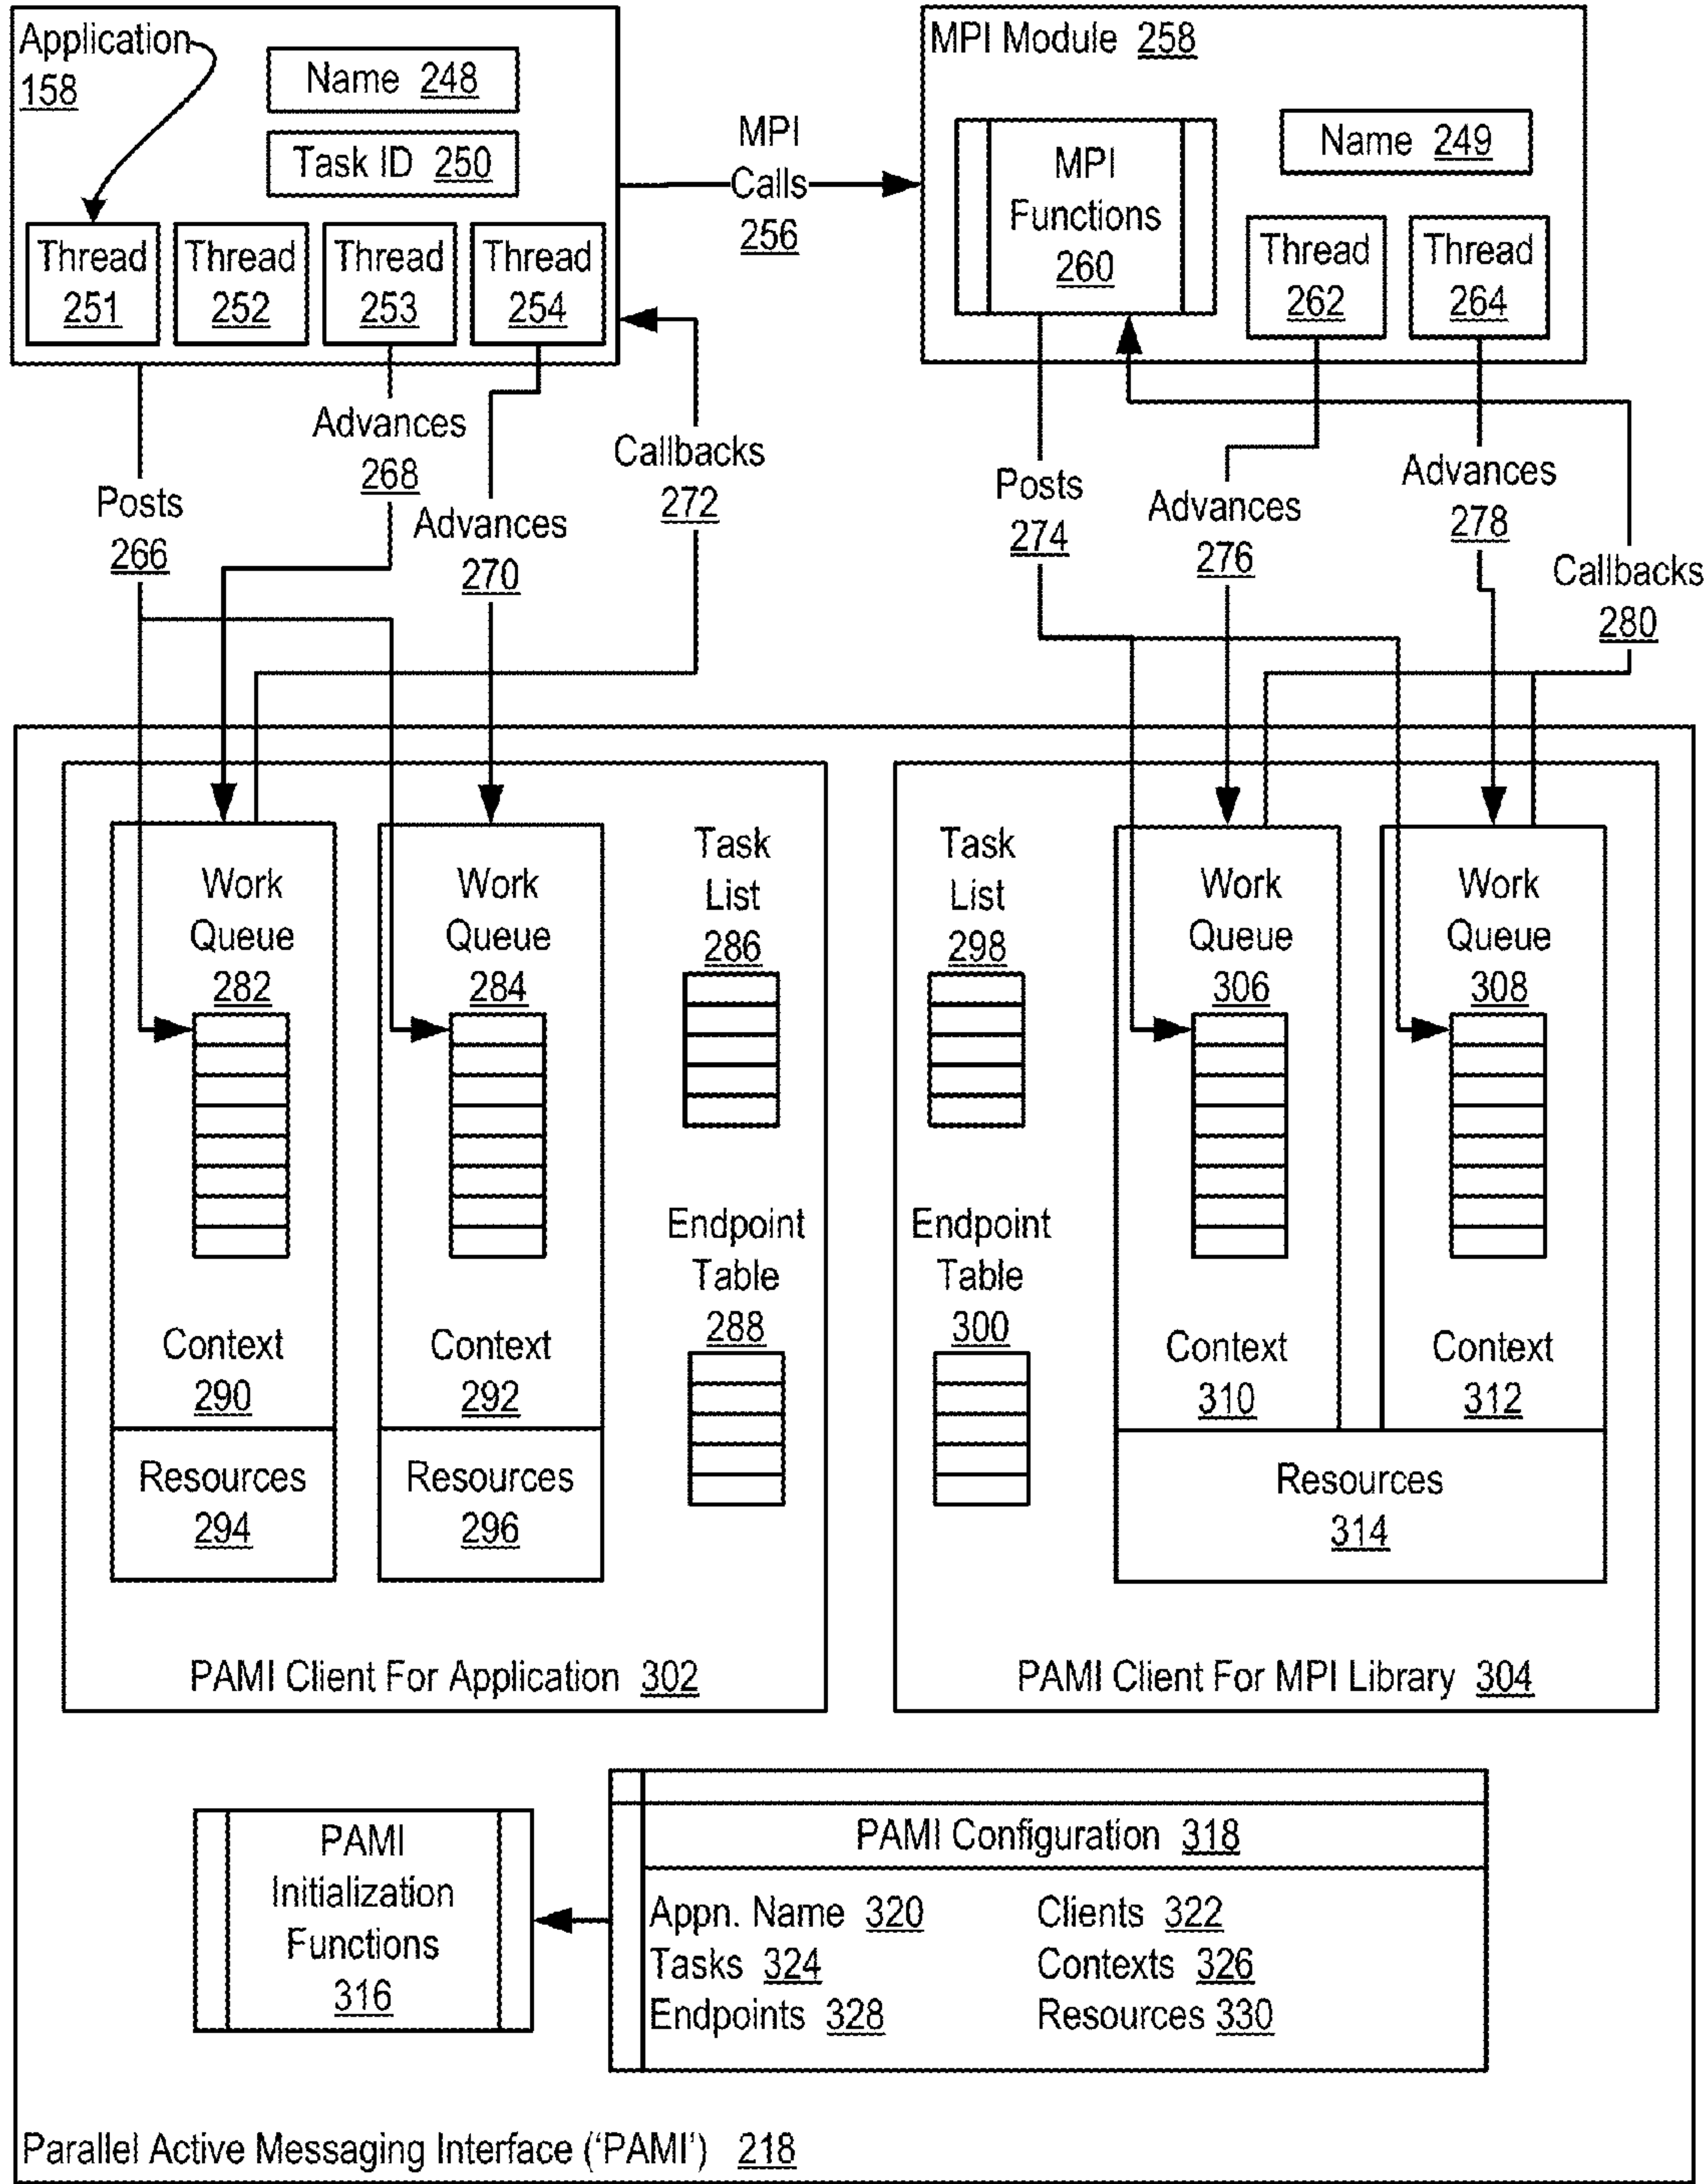 Application
158
Name 248
Task ID 250
Thread
251
Thread
252
Thread
253
Thread
254
MPI
Calls
256
MPI Module 258
MPI
Functions
260
Name 249
Thread
262
Thread
264
Posts
266
Advances
268
Advances
270
Callbacks
272
Posts
274
Advances
276
Advances
278
Callbacks
280
Work
Queue
282
Context
290
Resources
294
Work
Queue
284
Context
292
Resources
296
Task
List
286
Endpoint
Table
288
PAMI Client For Application 302
Task
List
298
Endpoint
Table
300
Work
Queue
306
Context
310
Work
Queue
308
Context
312
Resources
314
PAMI Client For MPI Library 304
PAMI
Initialization
Functions
316
PAMI Configuration 318
Appn. Name 320 Clients 322
Tasks 324 Contexts 326
Endpoints 328 Resources 330
Parallel Active Messaging Interface (‘PAMI’) 218